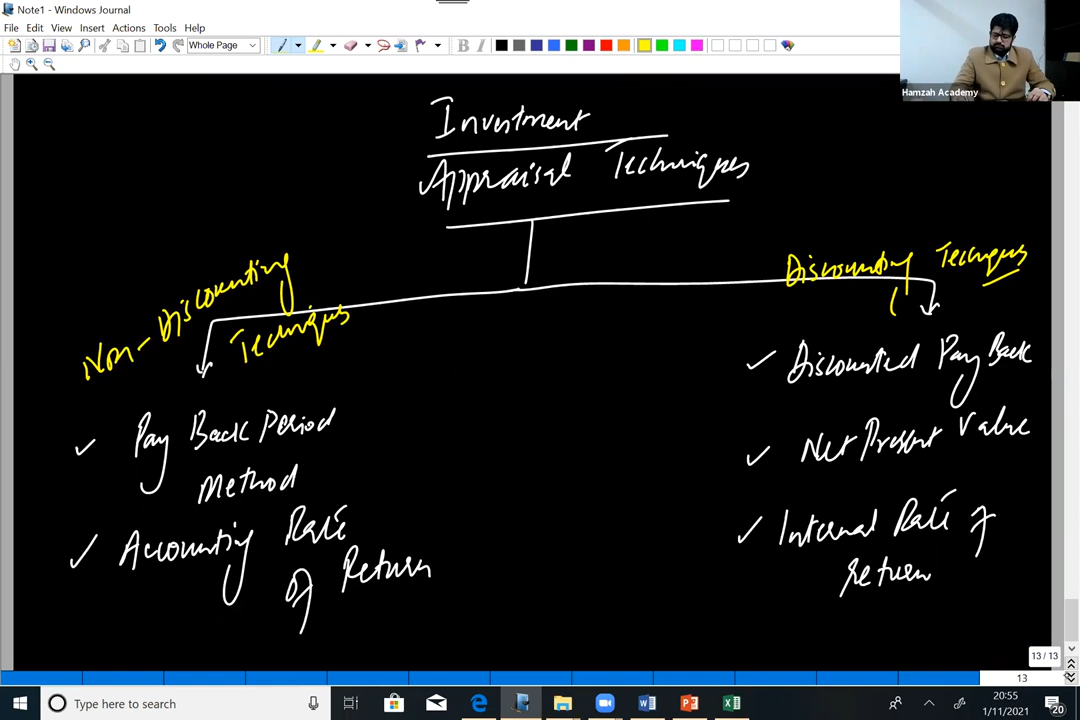 Note1 - Windows Journal
File Edit View Insert Actions Tools Help
Whole Page
Hamzah Academy
Investment
Appraisal Techniques
Non-Discounting
Techniques
Discounting Techniques
Pay Back Period
Method
Accounting Rate
of Return
Discounted Pay Back
Net Present Value
Internal Rate of
return
13 / 13
13
Type here to search
20:55
1/11/2021
20